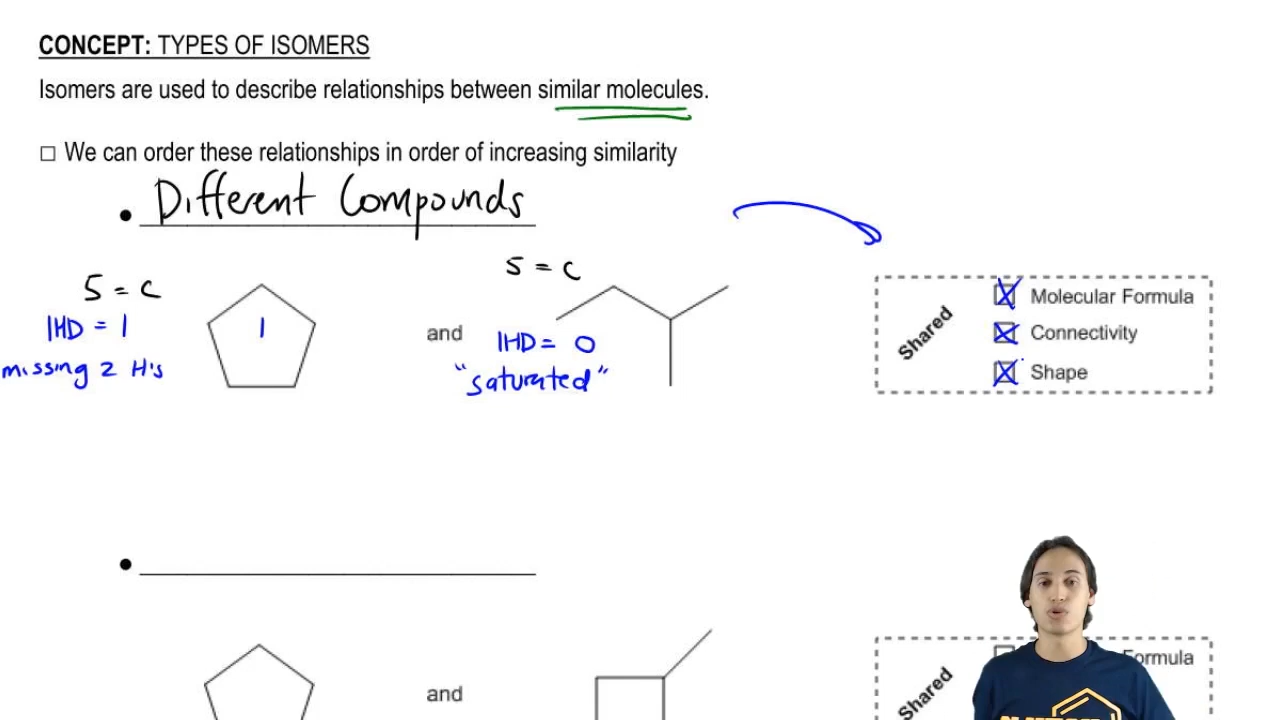 CONCEPT: TYPES OF ISOMERS
Isomers are used to describe relationships between similar molecules.
□ We can order these relationships in order of increasing similarity
• Different Compounds
5 = C
5 = C
IHD = 1
1
and
IHD = 0
missing 2 H's
"saturated"
Shared
Molecular Formula
Connectivity
Shape
•
and
Shared
Formula